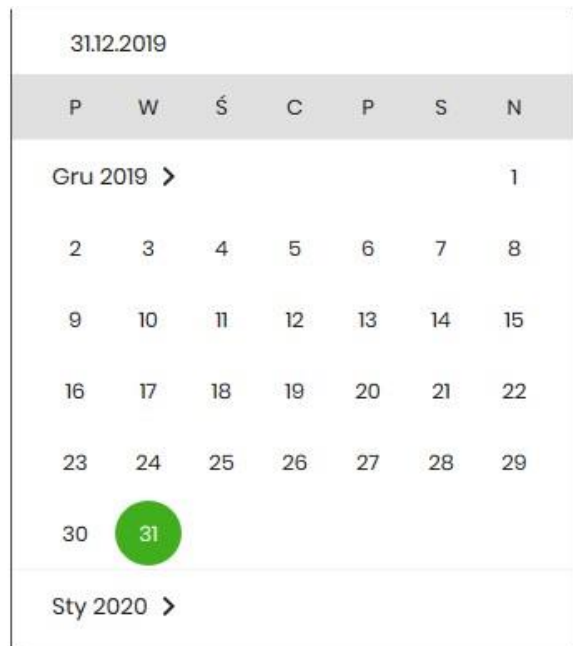 31.12.2019
P W Ś C P S N
Gru 2019 > 1
2 3 4 5 6 7 8
9 10 11 12 13 14 15
16 17 18 19 20 21 22
23 24 25 26 27 28 29
30 31
Sty 2020 >